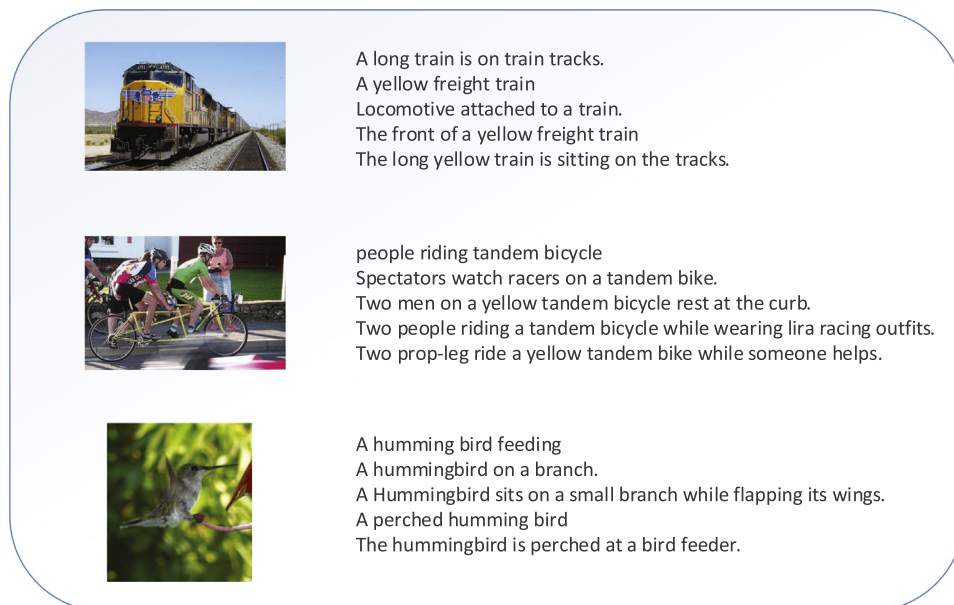 A long train is on train tracks.
A yellow freight train
Locomotive attached to a train.
The front of a yellow freight train
The long yellow train is sitting on the tracks.
people riding tandem bicycle
Spectators watch racers on a tandem bike.
Two men on a yellow tandem bicycle rest at the curb.
Two people riding a tandem bicycle while wearing lira racing outfits.
Two prop-leg ride a yellow tandem bike while someone helps.
A humming bird feeding
A hummingbird on a branch.
A Hummingbird sits on a small branch while flapping its wings.
A perched humming bird
The hummingbird is perched at a bird feeder.